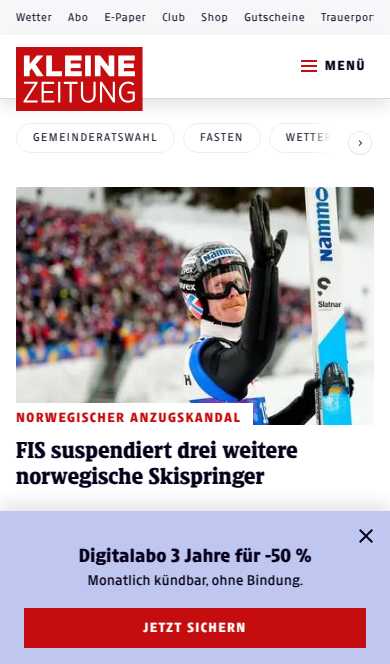 Wetter Abo E-Paper Club Shop Gutscheine Trauerpor
KLEINE
ZEITUNG
MENÜ
GEMEINDERATSWAHL FASTEN WETTER
Nammo
Nammo
Slatnar
NORWEGISCHER ANZUGSKANDAL
FIS suspendiert drei weitere
norwegische Skispringer
Digitalabo 3 Jahre für -50 %
Monatlich kündbar, ohne Bindung.
JETZT SICHERN